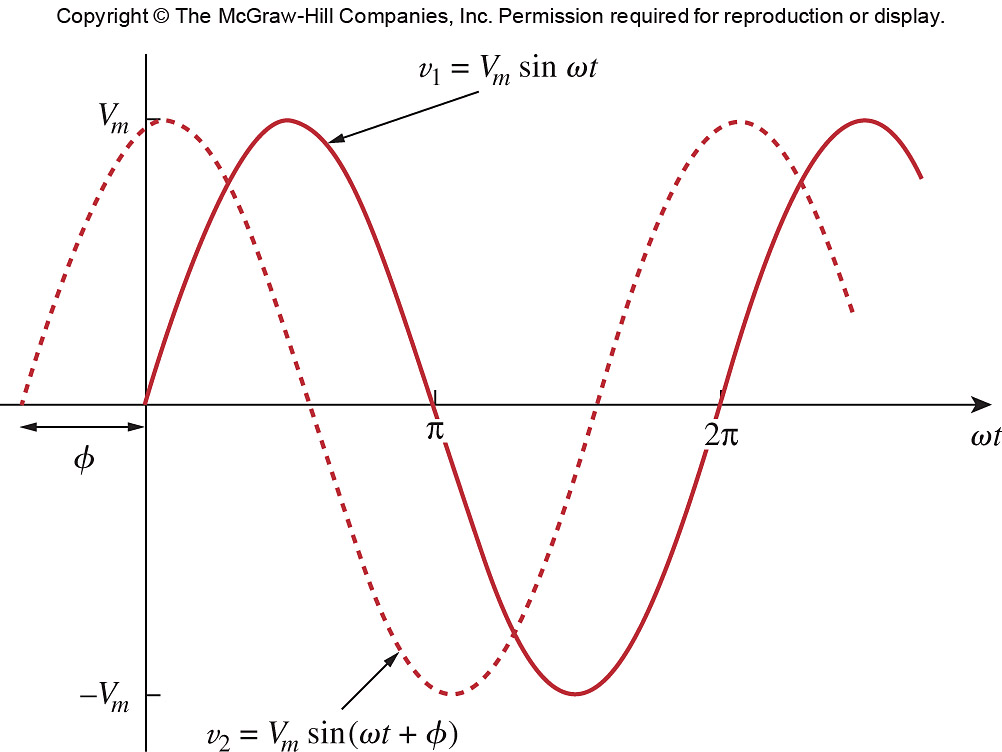 Copyright © The McGraw-Hill Companies, Inc. Permission required for reproduction or display.
v₁ = Vₘ sin ωt
Vₘ
π
2π
ωt
ϕ
−Vₘ
v₂ = Vₘ sin(ωt + ϕ)